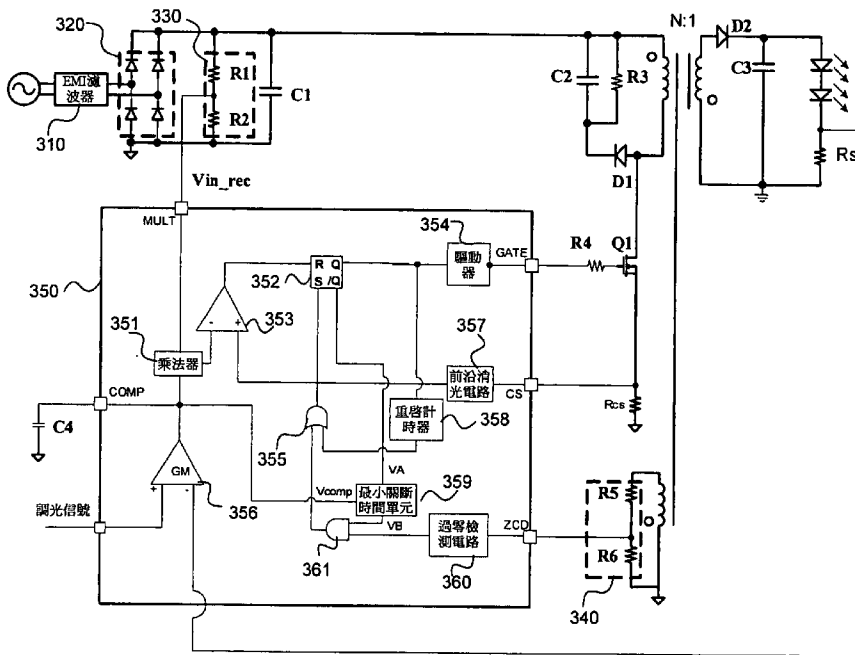 N:1
D2
320
330
R1
C1
C2
R3
C3
EMI濾
波器
310
R2
Rs
D1
Vin_rec
MULT
354
GATE
R4
Q1
驅動
器
R Q
S /Q
352
350
353
357
351
乘法器
前沿消
光電路
CS
Rcs
COMP
C4
重啓計
時器
358
355
GM
356
VA
Vcomp
最小關斷
時間單元
359
R5
調光信號
VB
361
過零檢
測電路
360
ZCD
R6
340